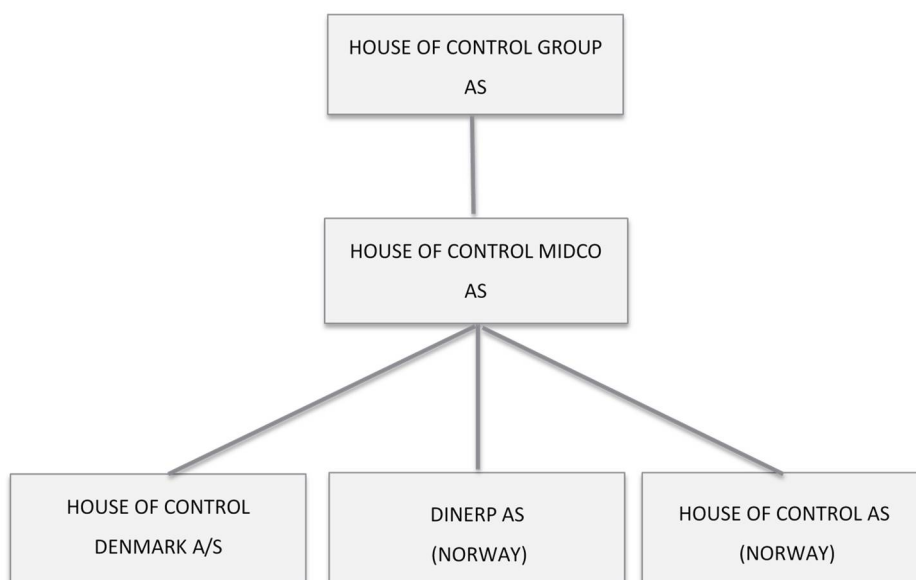 HOUSE OF CONTROL GROUP
AS
HOUSE OF CONTROL MIDCO
AS
HOUSE OF CONTROL
DENMARK A/S
DINERP AS
(NORWAY)
HOUSE OF CONTROL AS
(NORWAY)